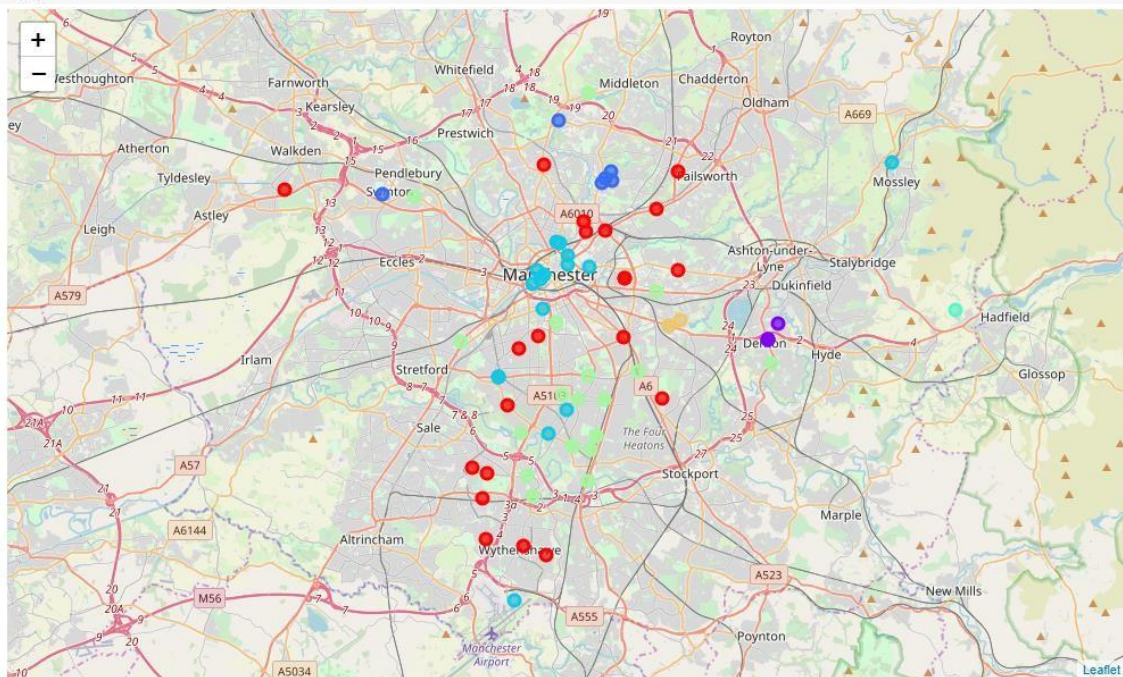 +
−
Westhoughton
Farnworth
Kearsley
Walkden
Atherton
Tyldesley
Astley
Leigh
Pendlebury
Swinton
Whitefield
Prestwich
Middleton
Royton
Chadderton
Oldham
A669
Failsworth
Mossley
A6010
Ashton-under-
Lyne
Stalybridge
Dukinfield
Manchester
Eccles
A579
Irlam
Stretford
Denton
Hyde
Hadfield
Glossop
A6
A5103
Sale
The Four
Heatons
Stockport
Marple
A57
A6144
Altrincham
Wythenshawe
M56
A523
New Mills
A555
Poynton
Manchester
Airport
A5034
Leaflet